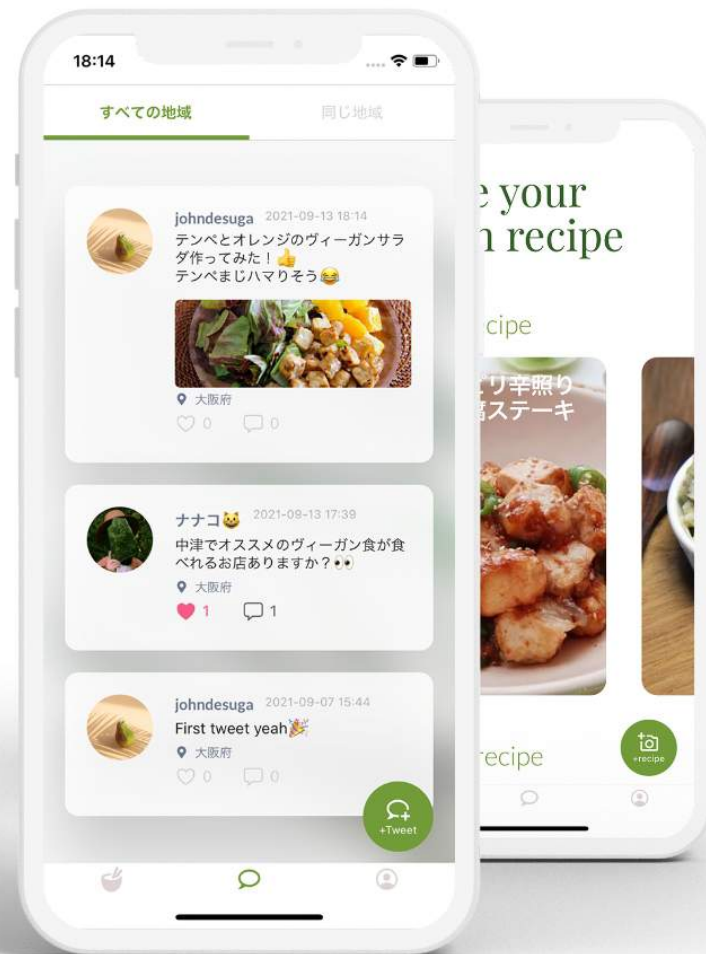 18:14
すべての地域
同じ地域
johndesuga 2021-09-13 18:14
テンペとオレンジのヴィーガンサラ
ダ作ってみた！👍
テンペまじハマりそう😂
大阪府
0 0
ナナコ😺 2021-09-13 17:39
中津でオススメのヴィーガン食が食
べれるお店ありますか？👀
大阪府
1 1
johndesuga 2021-09-07 15:44
First tweet yeah🎉
大阪府
0 0
+Tweet
your
recipe
リ辛照り
ステーキ
recipe
+recipe